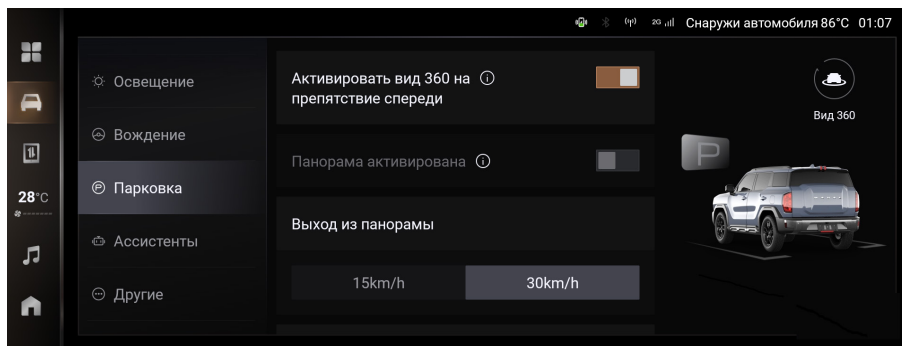 2G Снаружи автомобиля 86°C 01:07
Освещение
Вождение
Парковка
Ассистенты
Другие
28°C
Активировать вид 360 на
препятствие спереди
Панорама активирована
Выход из панорамы
15km/h 30km/h
Вид 360
P